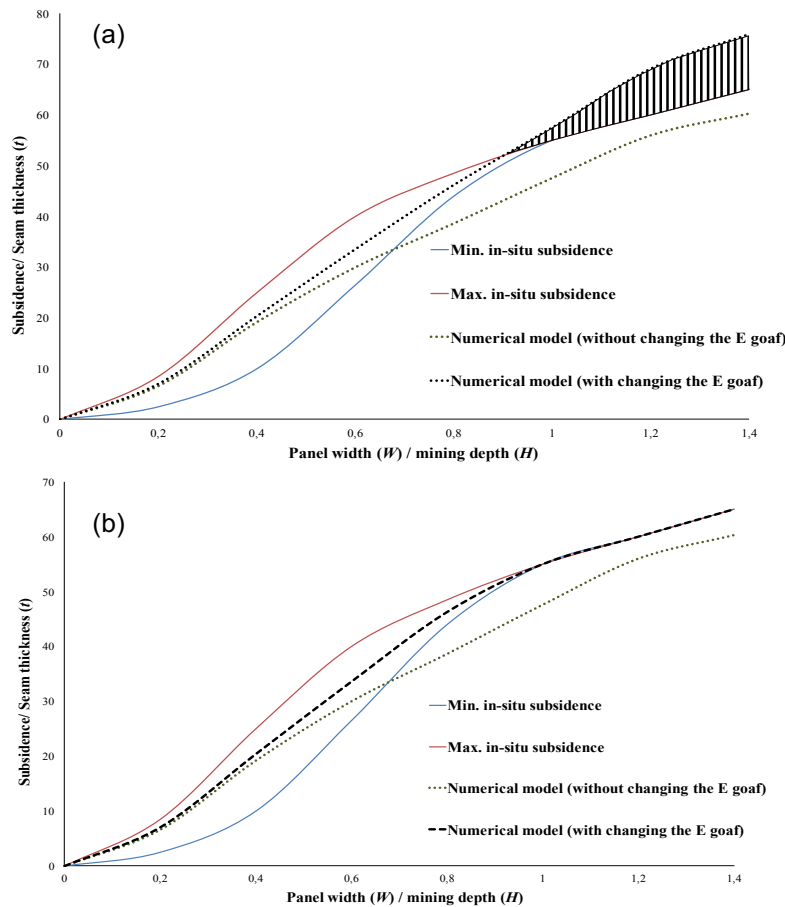 (a)
80
70
60
50
40
30
20
10
0
Subsidence/ Seam thickness (t)
Min. in-situ subsidence
Max. in-situ subsidence
Numerical model (without changing the E goaf)
Numerical model (with changing the E goaf)
0 0,2 0,4 0,6 0,8 1 1,2 1,4
Panel width (W) / mining depth (H)
(b)
70
60
50
40
30
20
10
0
Subsidence/ Seam thickness (t)
Min. in-situ subsidence
Max. in-situ subsidence
Numerical model (without changing the E goaf)
Numerical model (with changing the E goaf)
0 0,2 0,4 0,6 0,8 1 1,2 1,4
Panel width (W) / mining depth (H)